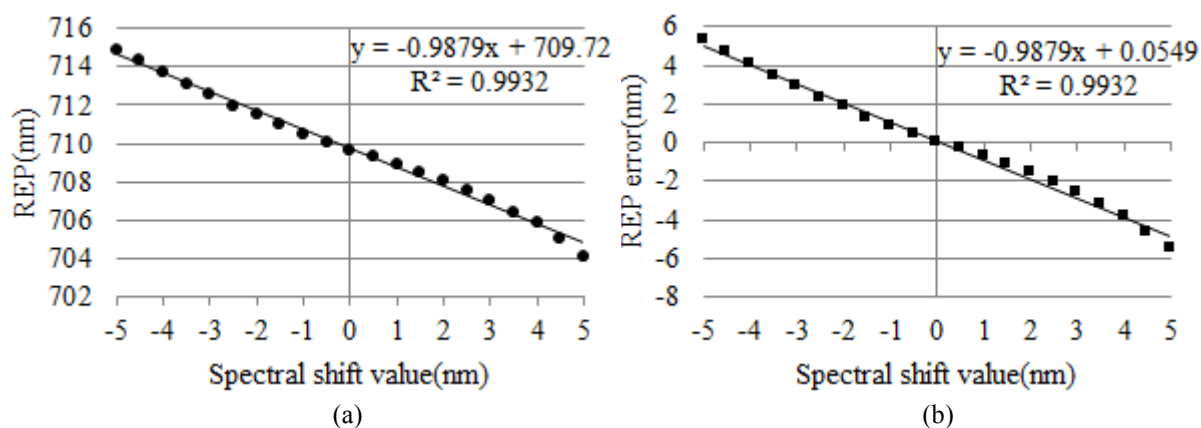 716
714
712
710
708
706
704
702
REP(nm)
y = -0.9879x + 709.72
R² = 0.9932
-5 -4 -3 -2 -1 0 1 2 3 4 5
Spectral shift value(nm)
(a)
6
4
2
0
-2
-4
-6
-8
REP error(nm)
y = -0.9879x + 0.0549
R² = 0.9932
-5 -4 -3 -2 -1 0 1 2 3 4 5
Spectral shift value(nm)
(b)